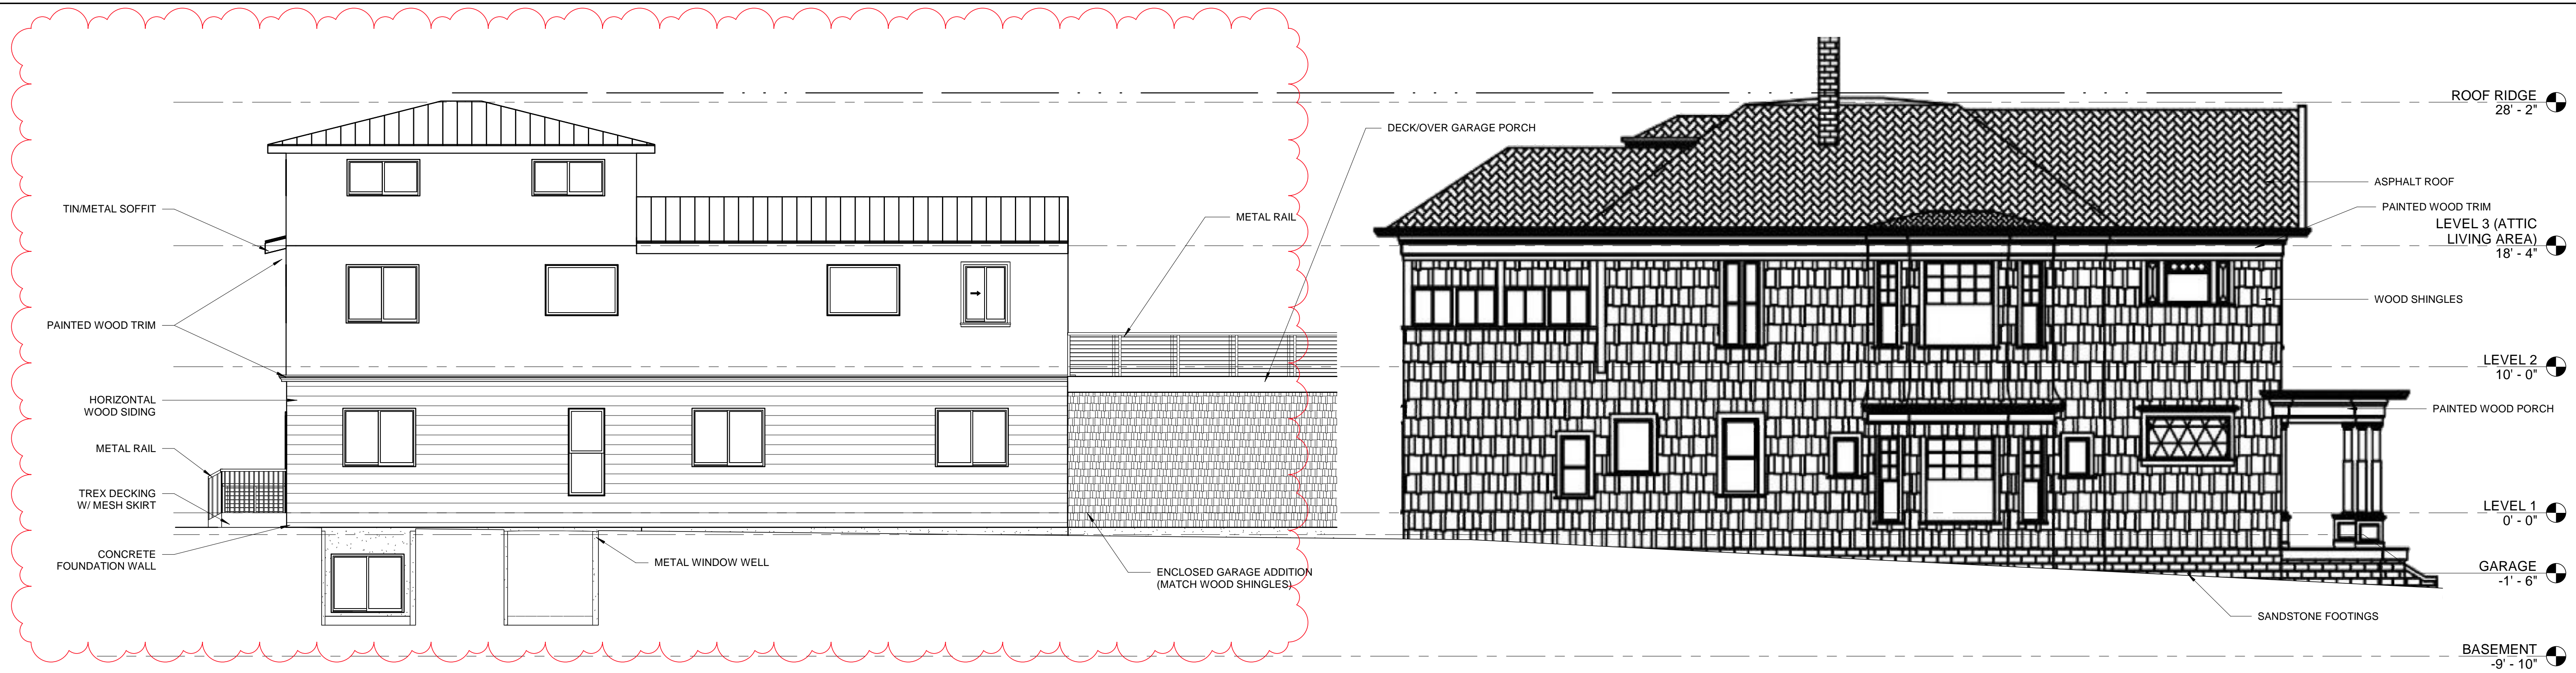 TIN/METAL SOFFIT
PAINTED WOOD TRIM
HORIZONTAL
WOOD SIDING
METAL RAIL
TREX DECKING
W/ MESH SKIRT
CONCRETE
FOUNDATION WALL
METAL WINDOW WELL
DECK/OVER GARAGE PORCH
METAL RAIL
ENCLOSED GARAGE ADDITION
(MATCH WOOD SHINGLES)
ROOF RIDGE
28' - 2"
ASPHALT ROOF
PAINTED WOOD TRIM
LEVEL 3 (ATTIC
LIVING AREA)
18' - 4"
WOOD SHINGLES
LEVEL 2
10' - 0"
PAINTED WOOD PORCH
LEVEL 1
0' - 0"
GARAGE
-1' - 6"
SANDSTONE FOOTINGS
BASEMENT
-9' - 10"